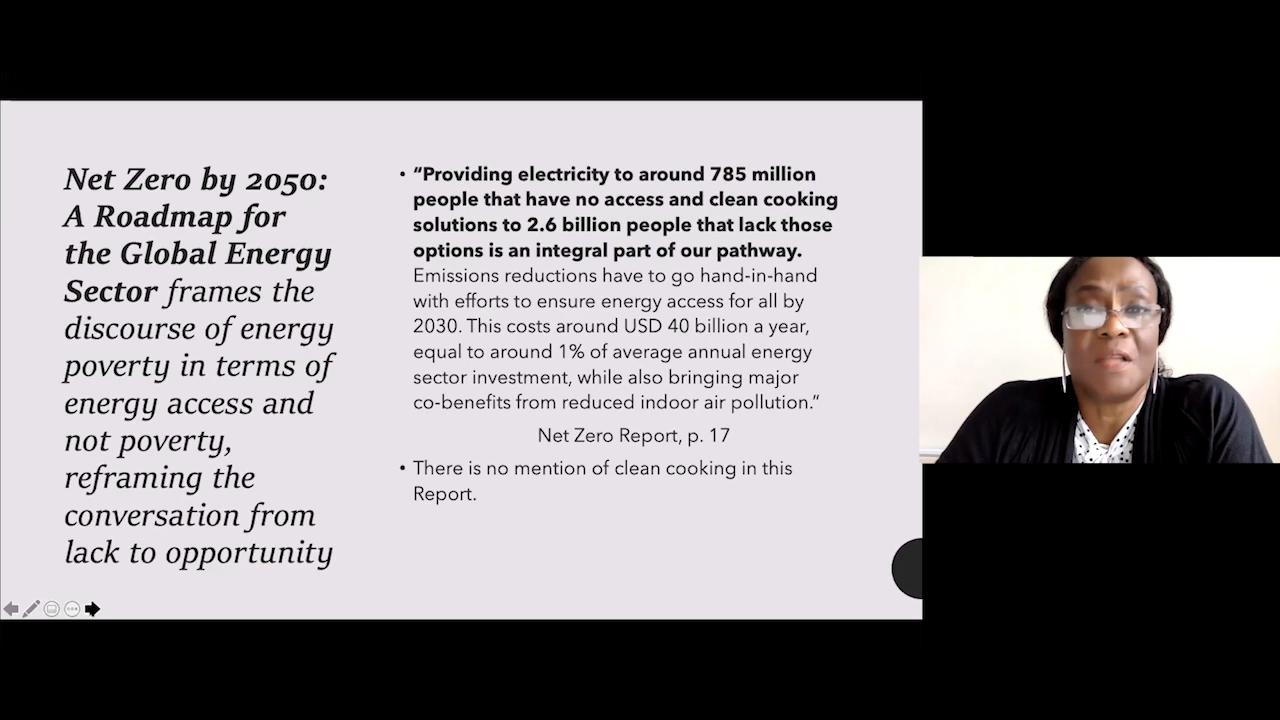 Net Zero by 2050:
A Roadmap for
the Global Energy
Sector frames the
discourse of energy
poverty in terms of
energy access and
not poverty,
reframing the
conversation from
lack to opportunity
• “Providing electricity to around 785 million
people that have no access and clean cooking
solutions to 2.6 billion people that lack those
options is an integral part of our pathway.
Emissions reductions have to go hand-in-hand
with efforts to ensure energy access for all by
2030. This costs around USD 40 billion a year,
equal to around 1% of average annual energy
sector investment, while also bringing major
co-benefits from reduced indoor air pollution.“
Net Zero Report, p. 17
• There is no mention of clean cooking in this
Report.